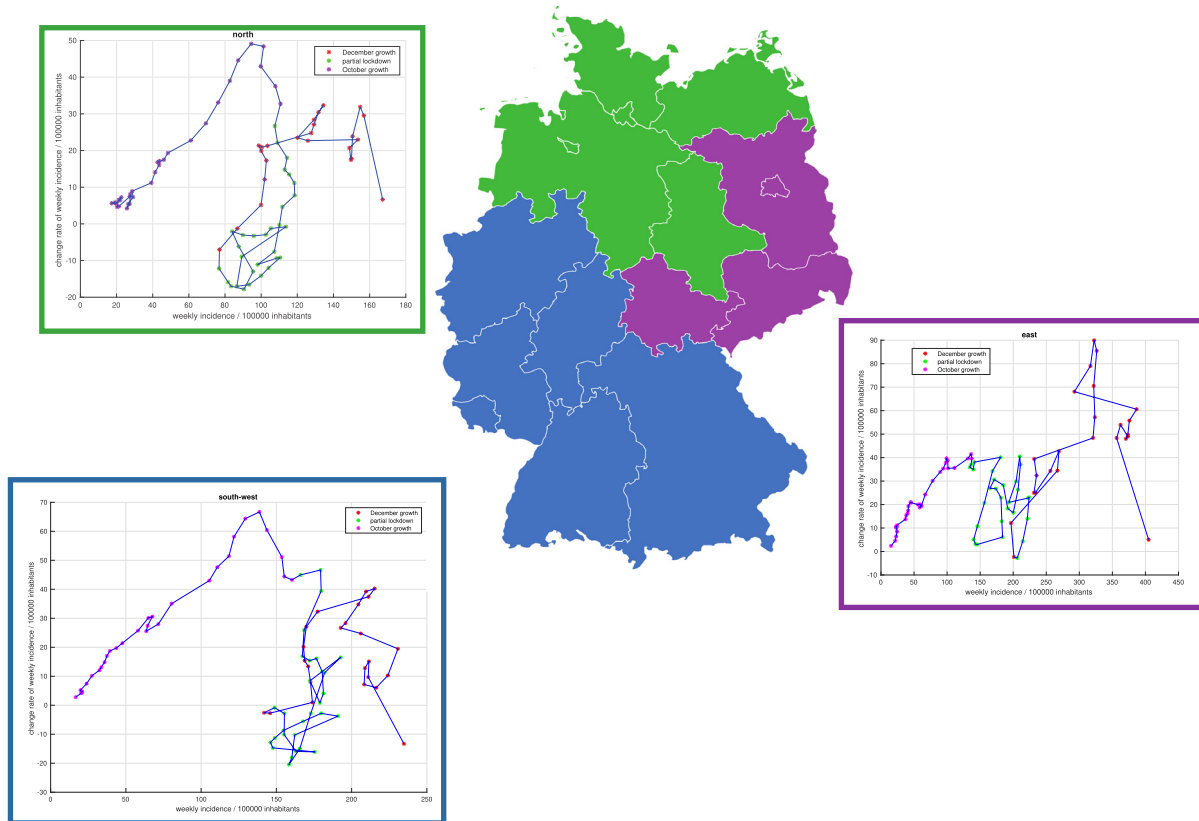 north
50
40
30
20
10
0
-10
-20
0 20 40 60 80 100 120 140 160 180
change rate of weekly incidence / 100000 inhabitants
weekly incidence / 100000 inhabitants
December growth
partial lockdown
October growth
east
90
80
70
60
50
40
30
20
10
0
-10
0 50 100 150 200 250 300 350 400 450
change rate of weekly incidence / 100000 inhabitants
weekly incidence / 100000 inhabitants
December growth
partial lockdown
October growth
south-west
70
60
50
40
30
20
10
0
-10
-20
-30
0 50 100 150 200 250
change rate of weekly incidence / 100000 inhabitants
weekly incidence / 100000 inhabitants
December growth
partial lockdown
October growth